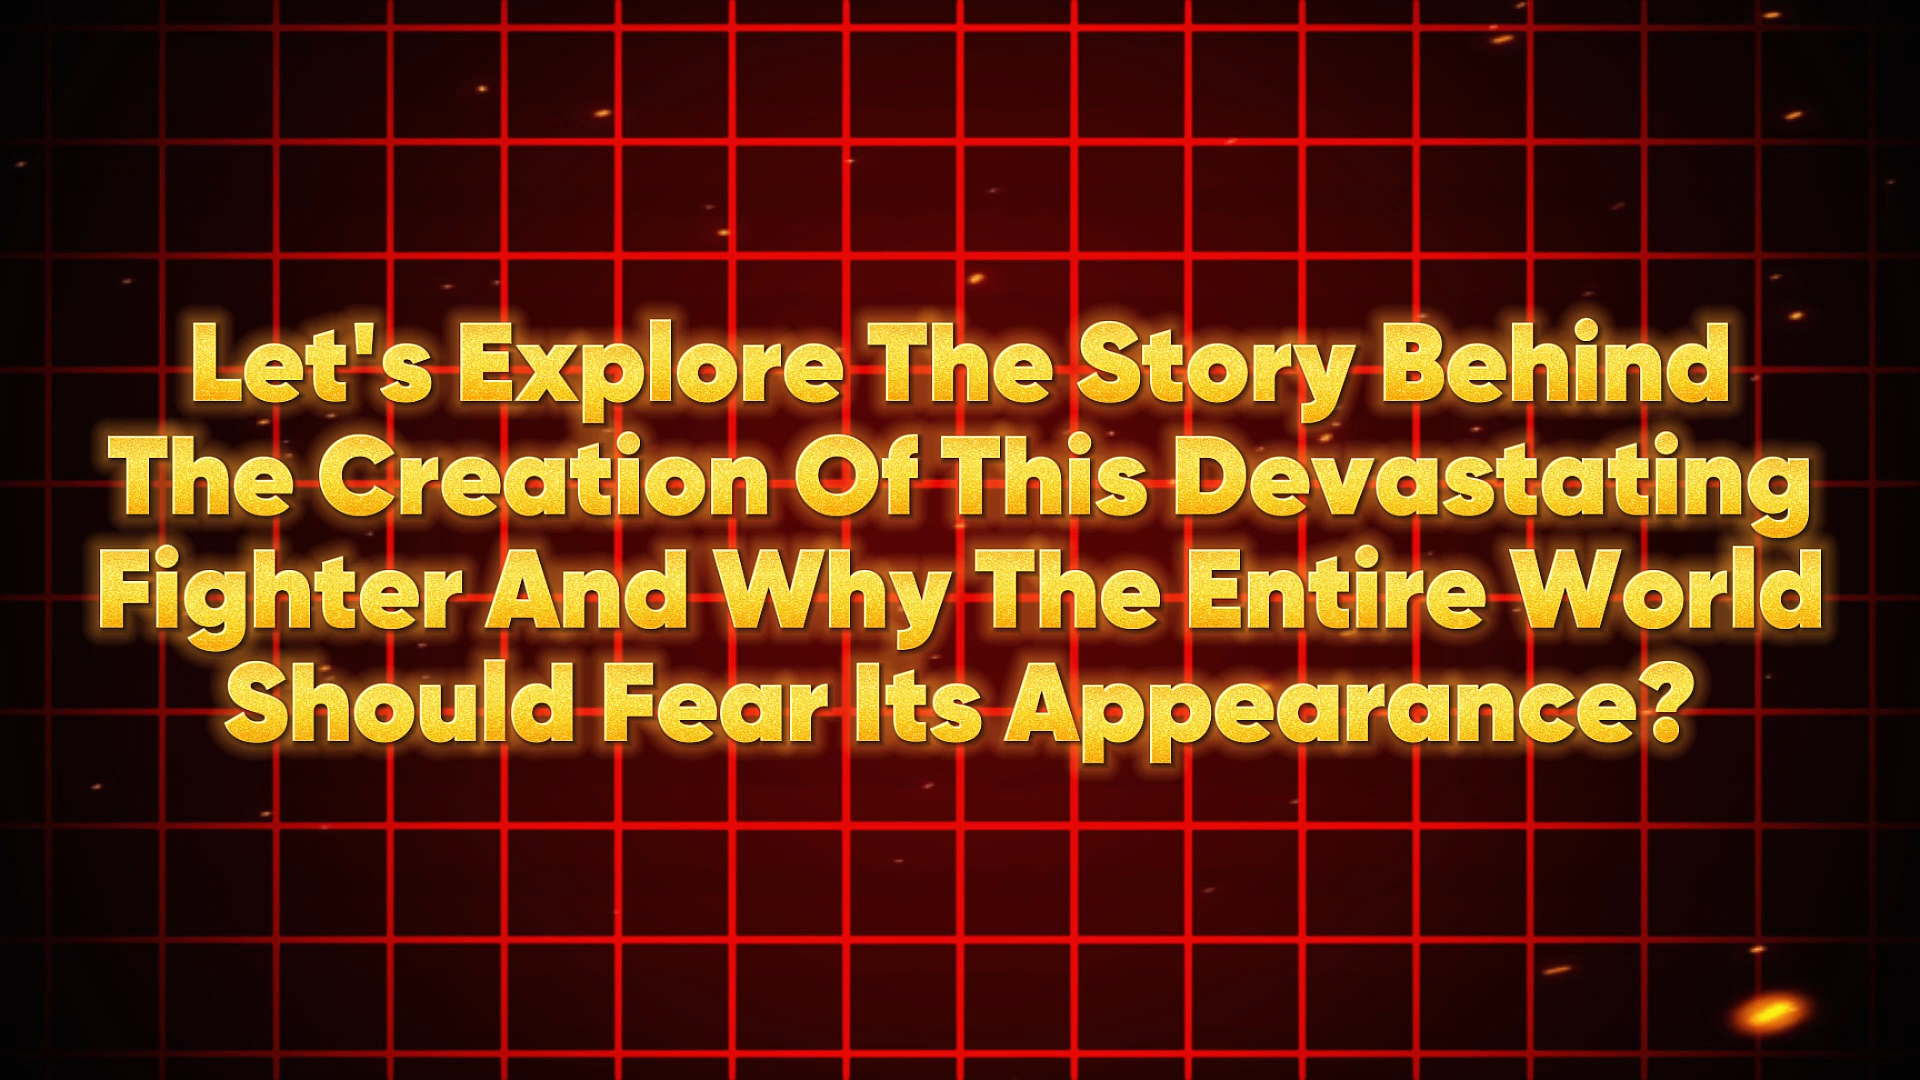 Let's Explore The Story Behind
The Creation Of This Devastating
Fighter And Why The Entire World
Should Fear Its Appearance?